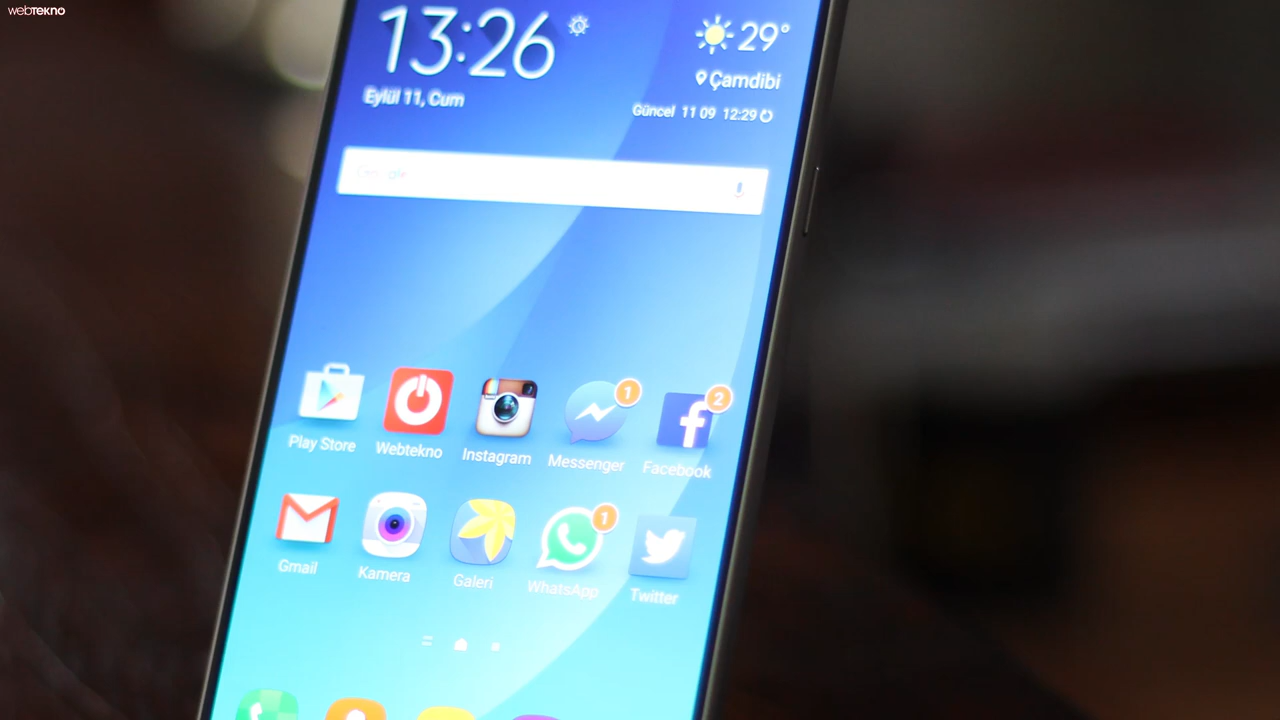 webtekno
13:26
29°
Çamdibi
Eylül 11, Cum
Güncel 11 09 12:29
Google
1
2
Play Store
Webtekno
Instagram
Messenger
Facebook
1
Gmail
Kamera
Galeri
WhatsApp
Twitter